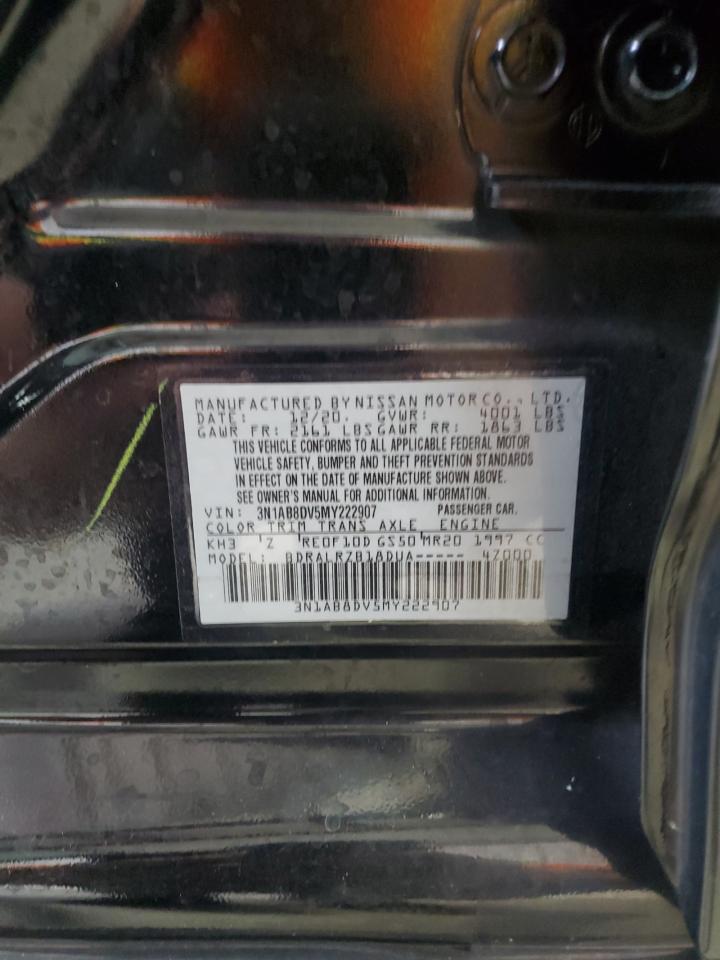 MANUFACTURED BY NISSAN MOTOR CO., LTD.
DATE: 12/20. GVWR: 4001 LBS
GAWR FR: 2161 LBS GAWR RR: 1863 LBS
THIS VEHICLE CONFORMS TO ALL APPLICABLE FEDERAL MOTOR
VEHICLE SAFETY, BUMPER AND THEFT PREVENTION STANDARDS
IN EFFECT ON THE DATE OF MANUFACTURE SHOWN ABOVE.
SEE OWNER'S MANUAL FOR ADDITIONAL INFORMATION.
VIN: 3N1AB8DV5MY222907 PASSENGER CAR.
COLOR TRIM TRANS AXLE ENGINE
KH3 Z RE0F10D GS50 MR20 1997 CC
MODEL: BDRALRZB1ADUA----- 4Z000
3N1AB8DV5MY222907